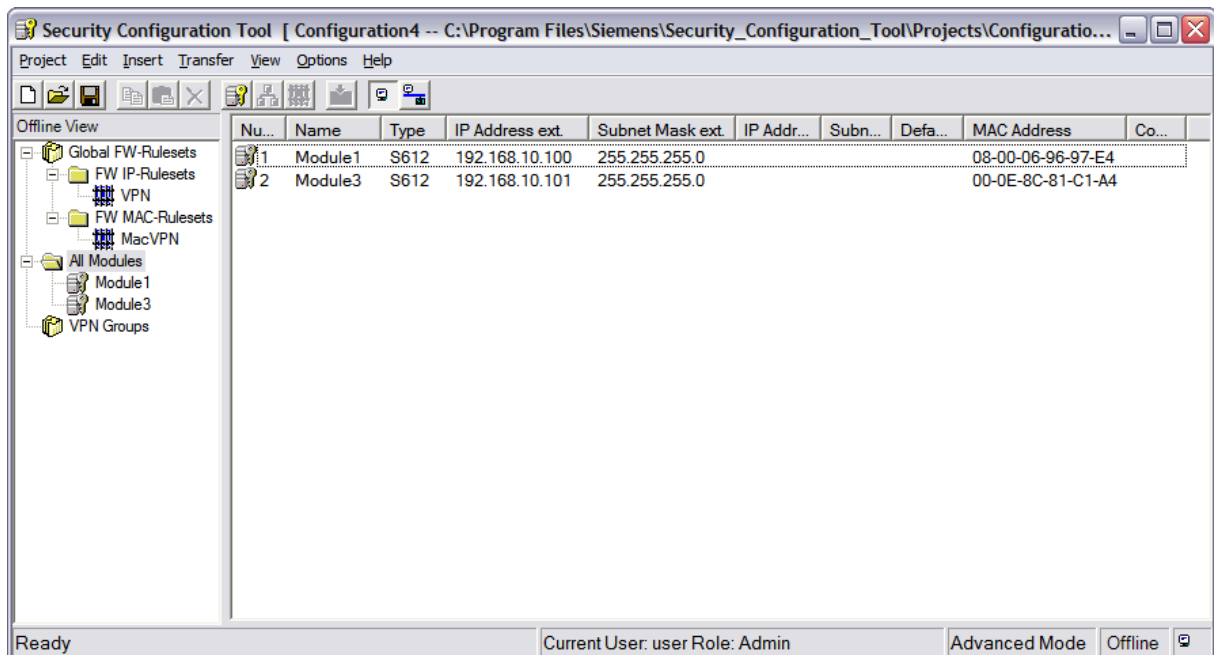 Security Configuration Tool [ Configuration4 -- C:\Program Files\Siemens\Security_Configuration_Tool\Projects\Configuratio...
Project Edit Insert Transfer View Options Help
Offline View
Global FW-Rulesets
FW IP-Rulesets
VPN
FW MAC-Rulesets
MacVPN
All Modules
Module1
Module3
VPN Groups
Nu... Name Type IP Address ext. Subnet Mask ext. IP Addr... Subn... Defa... MAC Address Co...
1 Module1 S612 192.168.10.100 255.255.255.0 08-00-06-96-97-E4
2 Module3 S612 192.168.10.101 255.255.255.0 00-0E-8C-81-C1-A4
Ready Current User: user Role: Admin Advanced Mode Offline